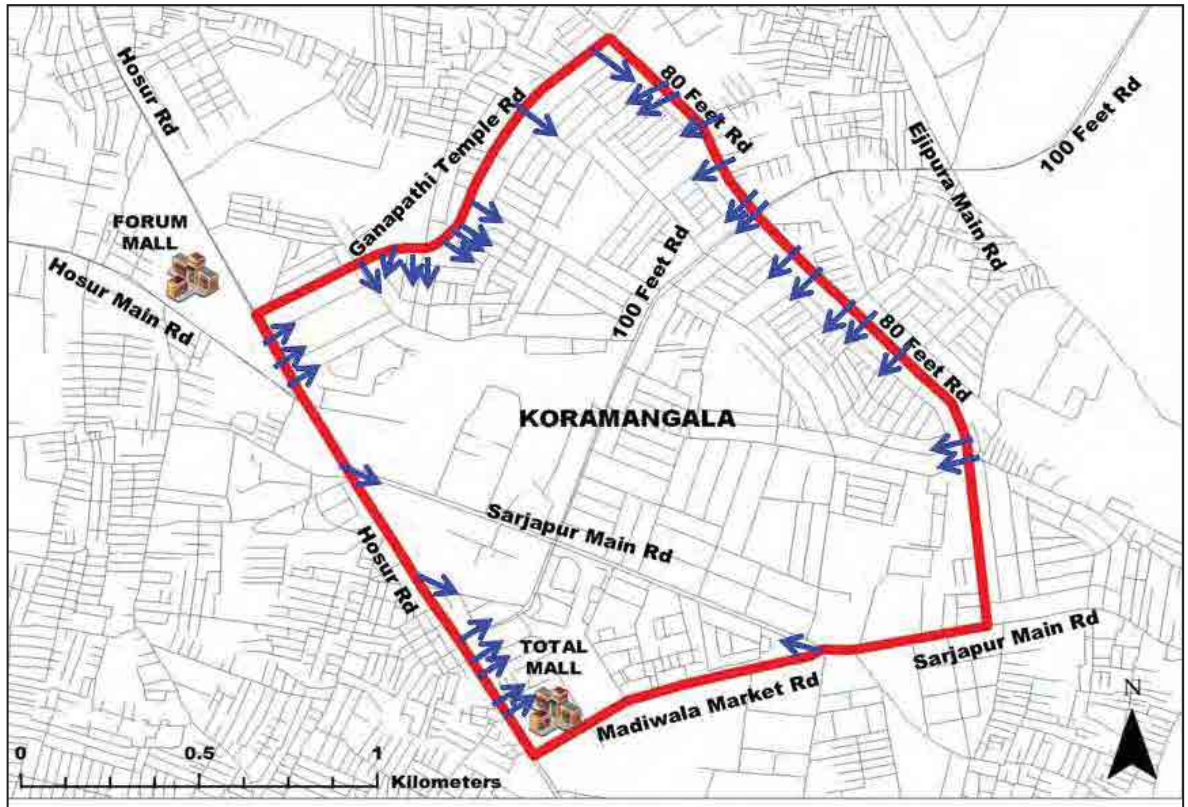 Hosur Rd
80 Feet Rd
Ganapathi Temple Rd
Ejipura Main Rd
100 Feet Rd
FORUM
MALL
Hosur Main Rd
100 Feet Rd
80 Feet Rd
KORAMANGALA
Sarjapur Main Rd
Hosur Rd
TOTAL
MALL
Sarjapur Main Rd
Madiwala Market Rd
N
0 0.5 1
Kilometers